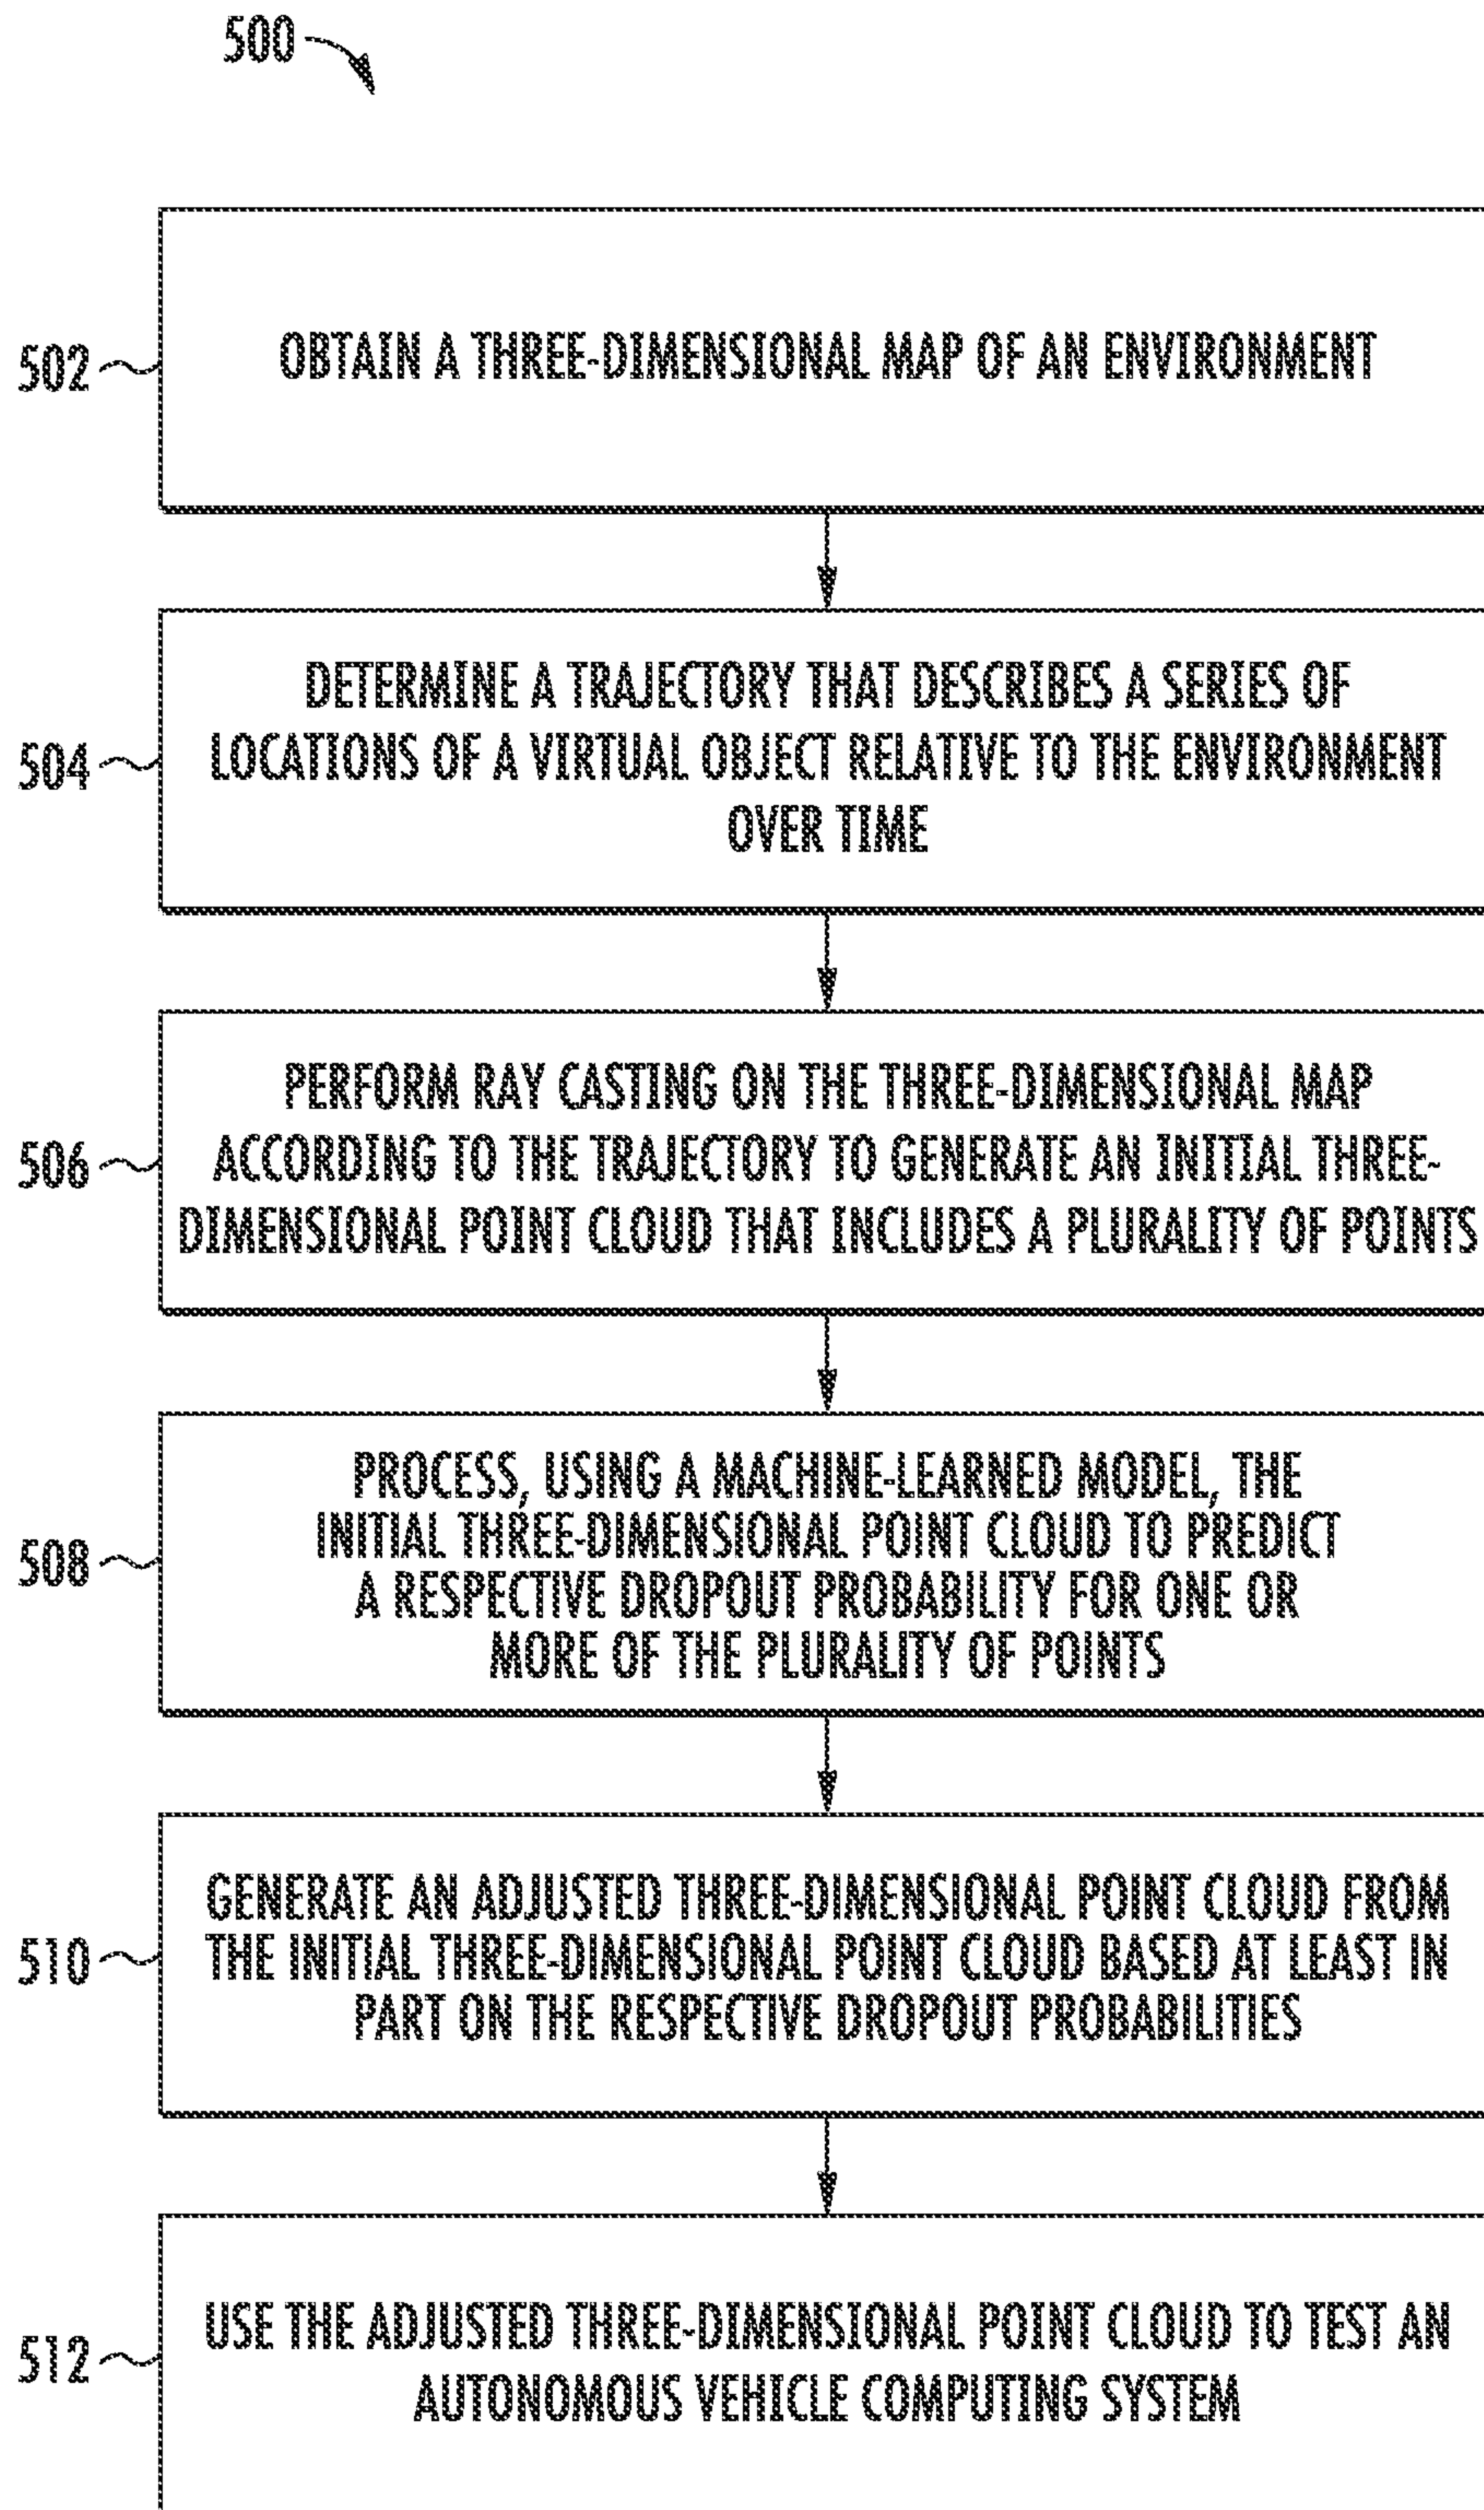 500
502
OBTAIN A THREE-DIMENSIONAL MAP OF AN ENVIRONMENT
504
DETERMINE A TRAJECTORY THAT DESCRIBES A SERIES OF
LOCATIONS OF A VIRTUAL OBJECT RELATIVE TO THE ENVIRONMENT
OVER TIME
506
PERFORM RAY CASTING ON THE THREE-DIMENSIONAL MAP
ACCORDING TO THE TRAJECTORY TO GENERATE AN INITIAL THREE-
DIMENSIONAL POINT CLOUD THAT INCLUDES A PLURALITY OF POINTS
508
PROCESS, USING A MACHINE-LEARNED MODEL, THE
INITIAL THREE-DIMENSIONAL POINT CLOUD TO PREDICT
A RESPECTIVE DROPOUT PROBABILITY FOR ONE OR
MORE OF THE PLURALITY OF POINTS
510
GENERATE AN ADJUSTED THREE-DIMENSIONAL POINT CLOUD FROM
THE INITIAL THREE-DIMENSIONAL POINT CLOUD BASED AT LEAST IN
PART ON THE RESPECTIVE DROPOUT PROBABILITIES
512
USE THE ADJUSTED THREE-DIMENSIONAL POINT CLOUD TO TEST AN
AUTONOMOUS VEHICLE COMPUTING SYSTEM